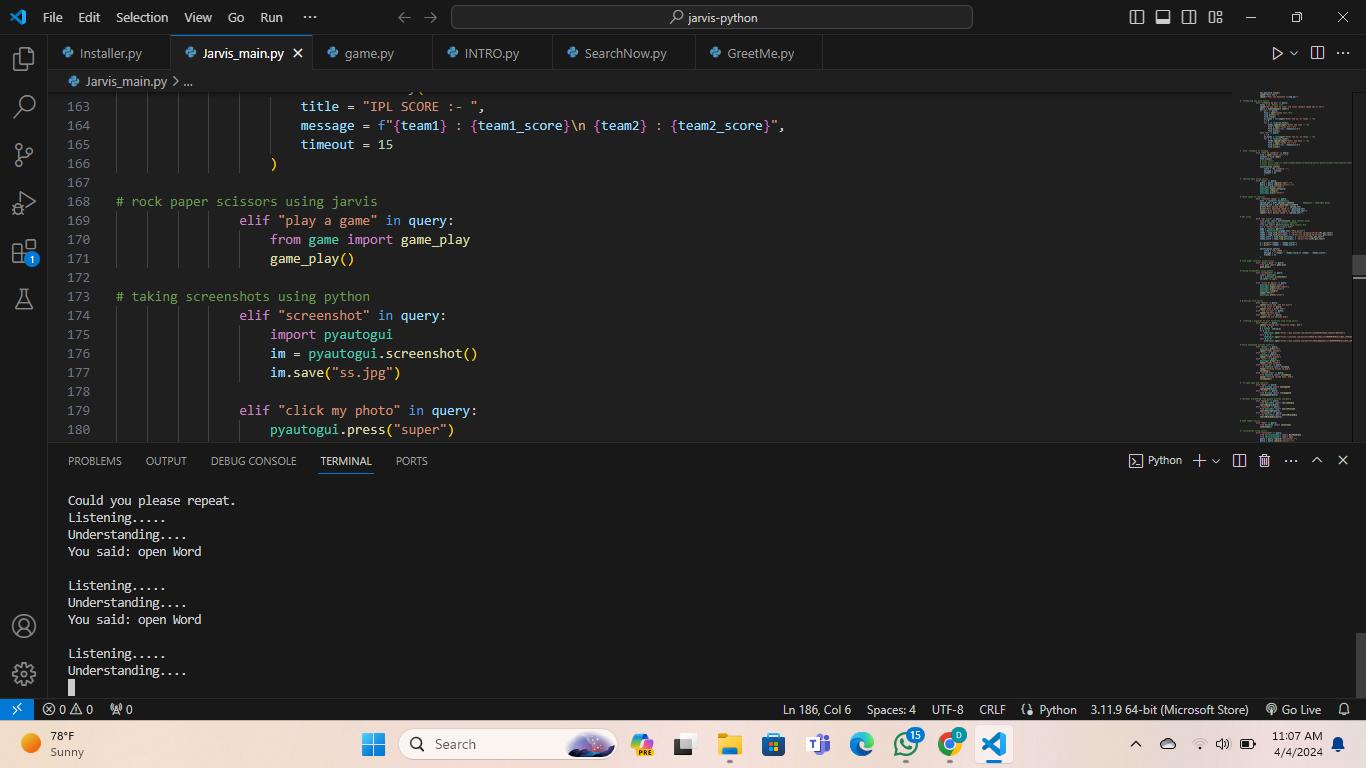 File Edit Selection View Go Run ··· jarvis-python
Installer.py Jarvis_main.py game.py INTRO.py SearchNow.py GreetMe.py
Jarvis_main.py > ...
163 title = "IPL SCORE :- ",
164 message = f"{team1} : {team1_score}\n {team2} : {team2_score}",
165 timeout = 15
166 )
167
168 # rock paper scissors using jarvis
169 elif "play a game" in query:
170 from game import game_play
171 game_play()
172
173 # taking screenshots using python
174 elif "screenshot" in query:
175 import pyautogui
176 im = pyautogui.screenshot()
177 im.save("ss.jpg")
178
179 elif "click my photo" in query:
180 pyautogui.press("super")
1
PROBLEMS OUTPUT DEBUG CONSOLE TERMINAL PORTS Python
Could you please repeat.
Listening.....
Understanding....
You said: open Word
Listening.....
Understanding....
You said: open Word
Listening.....
Understanding....
0 0 0 Ln 186, Col 6 Spaces: 4 UTF-8 CRLF Python 3.11.9 64-bit (Microsoft Store) Go Live
78°F
Sunny
Search
PRE
15
D
11:07 AM
4/4/2024